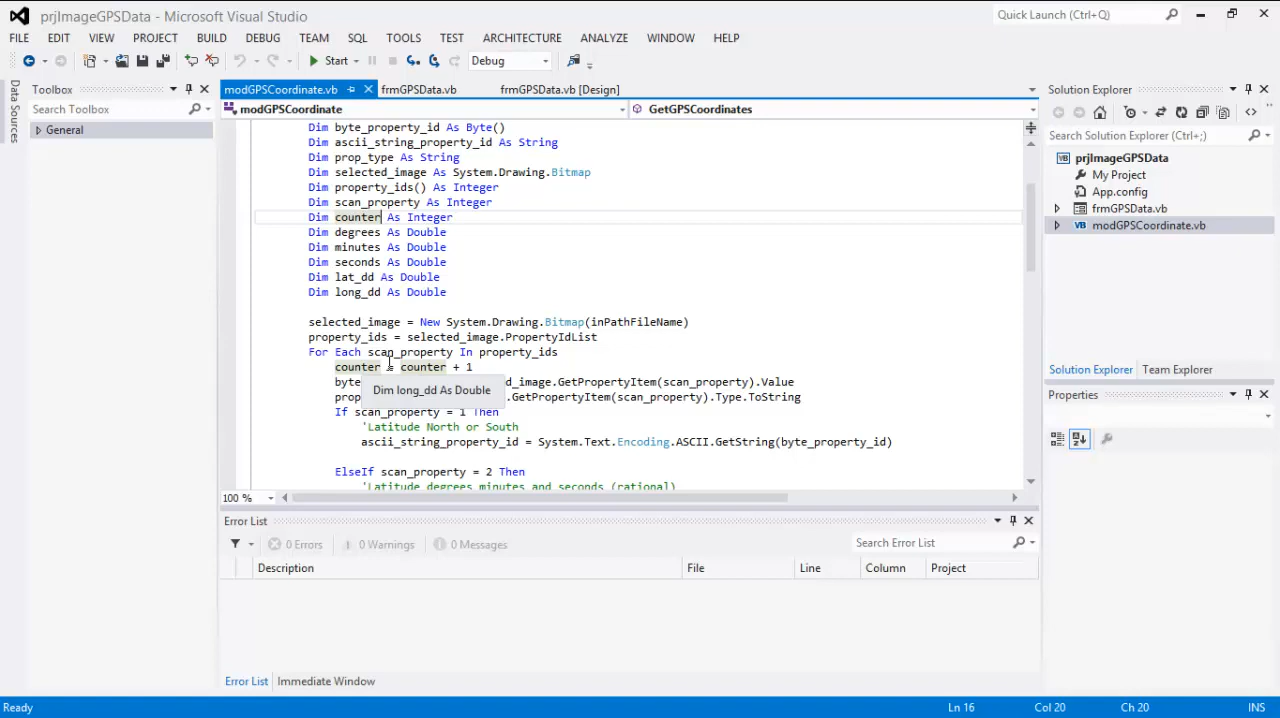 prjImageGPSData - Microsoft Visual Studio
Quick Launch (Ctrl+Q)
FILE EDIT VIEW PROJECT BUILD DEBUG TEAM SQL TOOLS TEST ARCHITECTURE ANALYZE WINDOW HELP
Start Debug
Data Sources
Toolbox
Search Toolbox
General
modGPSCoordinate.vb frmGPSData.vb frmGPSData.vb [Design]
modGPSCoordinate GetGPSCoordinates
Dim byte_property_id As Byte()
Dim ascii_string_property_id As String
Dim prop_type As String
Dim selected_image As System.Drawing.Bitmap
Dim property_ids() As Integer
Dim scan_property As Integer
Dim counter As Integer
Dim degrees As Double
Dim minutes As Double
Dim seconds As Double
Dim lat_dd As Double
Dim long_dd As Double
selected_image = New System.Drawing.Bitmap(inPathFileName)
property_ids = selected_image.PropertyIdList
For Each scan_property In property_ids
counter = counter + 1
byte d_image.GetPropertyItem(scan_property).Value
prop .GetPropertyItem(scan_property).Type.ToString
Dim long_dd As Double
If scan_property = 1 Then
'Latitude North or South
ascii_string_property_id = System.Text.Encoding.ASCII.GetString(byte_property_id)
ElseIf scan_property = 2 Then
'Latitude degrees minutes and seconds (rational)
100 %
Error List
0 Errors 0 Warnings 0 Messages
Search Error List
Description File Line Column Project
Error List Immediate Window
Solution Explorer
Search Solution Explorer (Ctrl+;)
prjImageGPSData
My Project
App.config
frmGPSData.vb
modGPSCoordinate.vb
Solution Explorer Team Explorer
Properties
Ready Ln 16 Col 20 Ch 20 INS